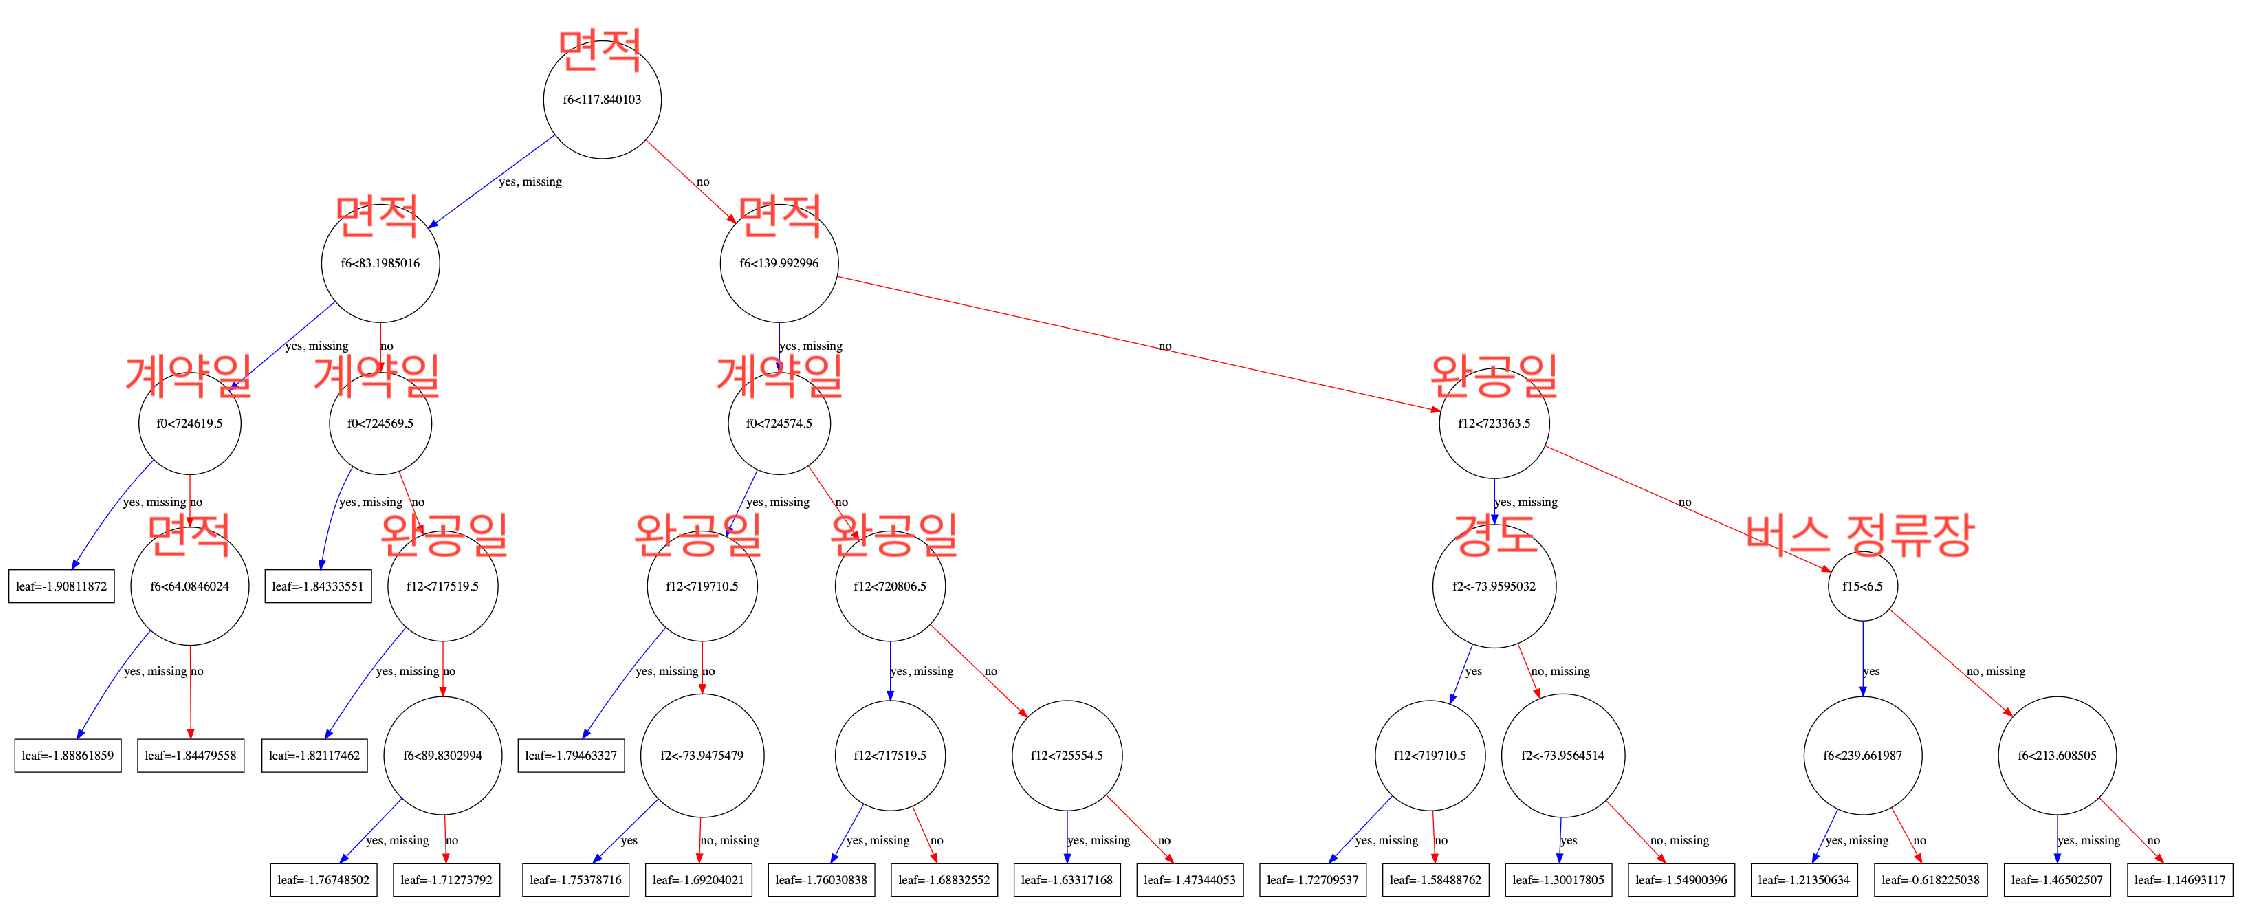 면적
f6<117.840103
yes, missing
no
면적
면적
f6<83.1985016
f6<139.992996
yes, missing
no
yes, missing
no
계약일
계약일
계약일
완공일
f0<724619.5
f0<724569.5
f0<724574.5
f12<723363.5
yes, missing
no
yes, missing
no
yes, missing
no
yes, missing
no
면적
완공일
완공일
완공일
경도
버스 정류장
leaf=-1.90811872
f6<64.0846024
leaf=-1.84333551
f12<717519.5
f12<719710.5
f12<720806.5
f2<-73.9595032
f15<6.5
yes, missing
no
yes, missing
no
yes, missing
no
yes, missing
no
yes
no, missing
yes
no, missing
leaf=-1.88861859
leaf=-1.84479558
leaf=-1.82117462
f6<89.8302994
leaf=-1.79463327
f2<-73.9475479
f12<717519.5
f12<725554.5
f12<719710.5
f2<-73.9564514
f6<239.661987
f6<213.608505
yes, missing
no
yes
no, missing
yes, missing
no
yes, missing
no
yes, missing
no
yes
no, missing
yes, missing
no
yes, missing
no
leaf=-1.76748502
leaf=-1.71273792
leaf=-1.75378716
leaf=-1.69204021
leaf=-1.76030838
leaf=-1.68832552
leaf=-1.63317168
leaf=-1.47344053
leaf=-1.72709537
leaf=-1.58488762
leaf=-1.30017805
leaf=-1.54900396
leaf=-1.21350634
leaf=-0.618225038
leaf=-1.46502507
leaf=-1.14693117